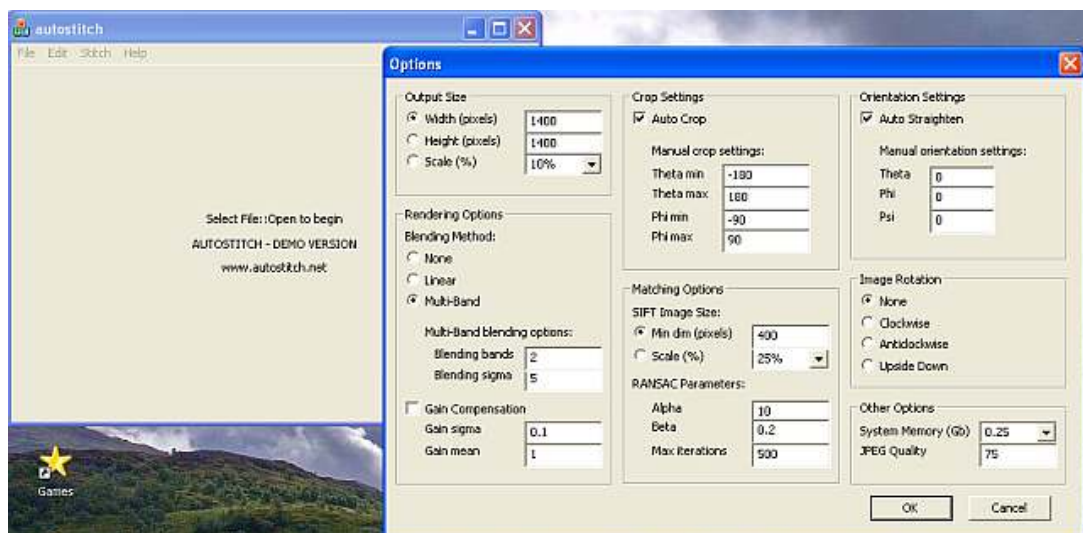 autostitch
File Edit Stitch Help
Select File::Open to begin
AUTOSTITCH - DEMO VERSION
www.autostitch.net
Games
Options
Output Size
Width (pixels) 1400
Height (pixels) 1400
Scale (%) 10%
Rendering Options
Blending Method:
None
Linear
Multi-Band
Multi-Band blending options:
Blending bands 2
Blending sigma 5
Gain Compensation
Gain sigma 0.1
Gain mean 1
Crop Settings
Auto Crop
Manual crop settings:
Theta min -180
Theta max 180
Phi min -90
Phi max 90
Matching Options
SIFT Image Size:
Min dim (pixels) 400
Scale (%) 25%
RANSAC Parameters:
Alpha 10
Beta 0.2
Max iterations 500
Orientation Settings
Auto Straighten
Manual orientation settings:
Theta 0
Phi 0
Psi 0
Image Rotation
None
Clockwise
Anticlockwise
Upside Down
Other Options
System Memory (Gb) 0.25
JPEG Quality 75
OK Cancel